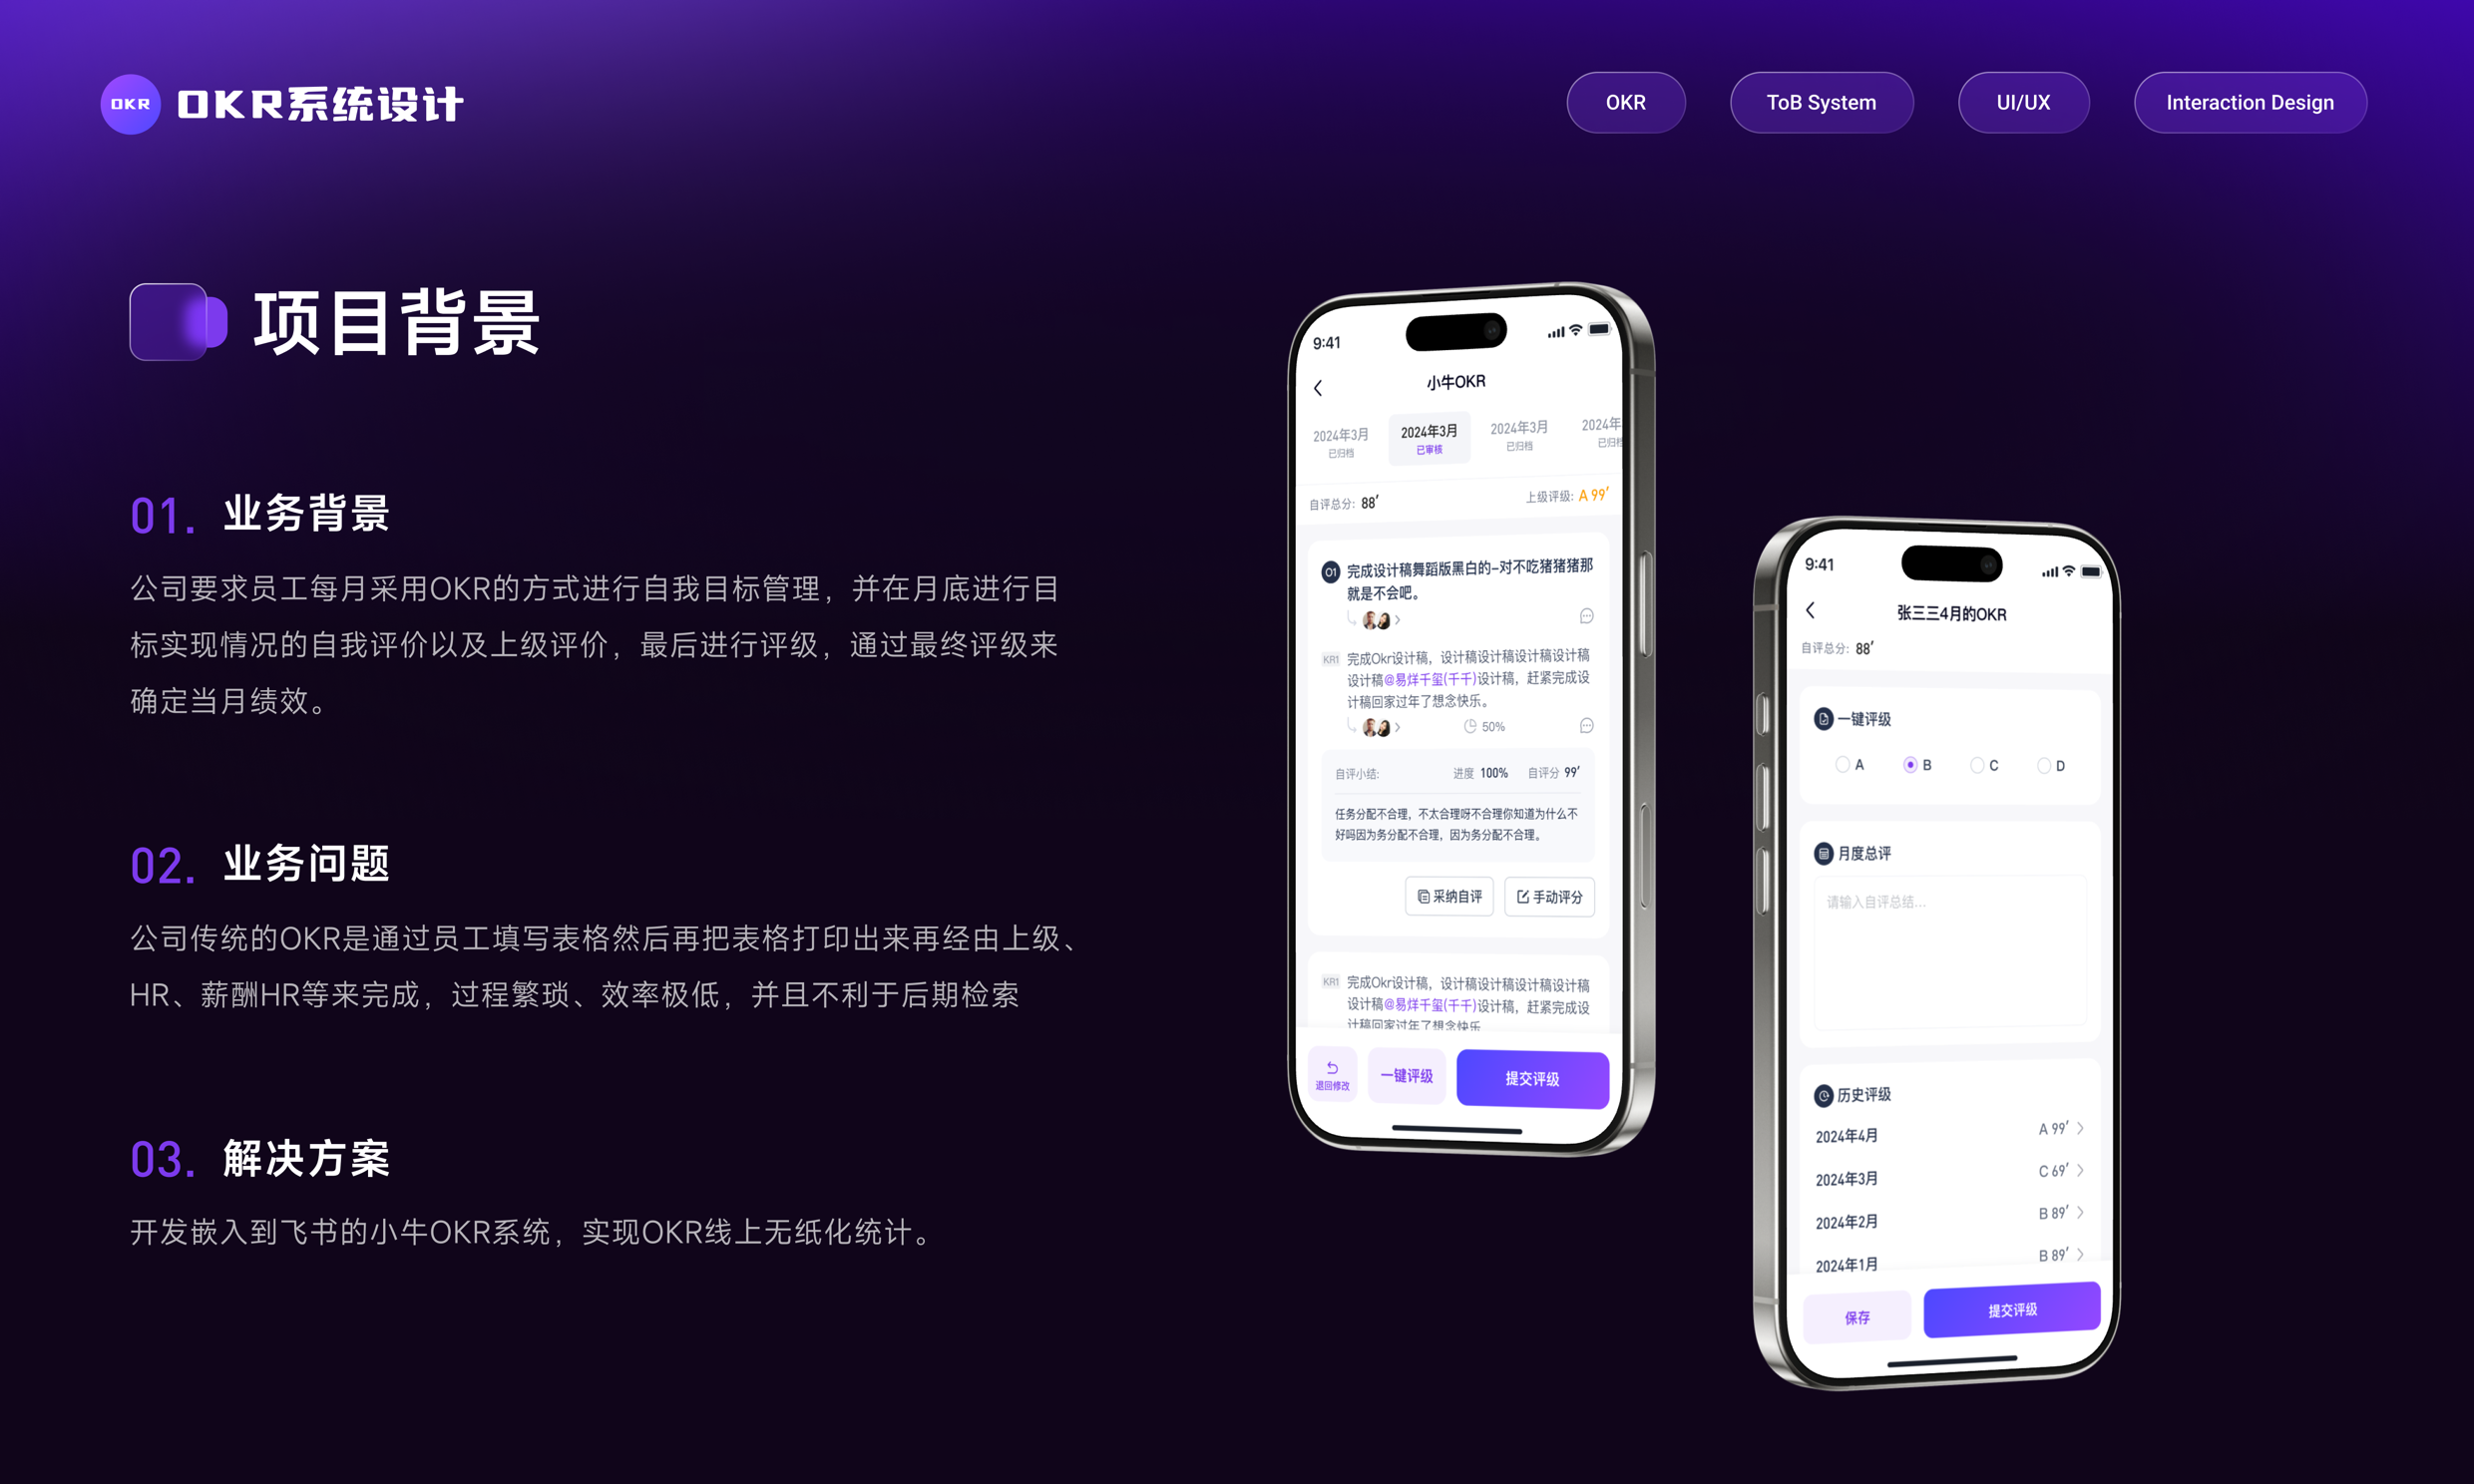 OKR OKR系统设计
OKR
ToB System
UI/UX
Interaction Design
项目背景
01. 业务背景
公司要求员工每月采用OKR的方式进行自我目标管理，并在月底进行目
标实现情况的自我评价以及上级评价，最后进行评级，通过最终评级来
确定当月绩效。
02. 业务问题
公司传统的OKR是通过员工填写表格然后再把表格打印出来再经由上级、
HR、薪酬HR等来完成，过程繁琐、效率极低，并且不利于后期检索
03. 解决方案
开发嵌入到飞书的小牛OKR系统，实现OKR线上无纸化统计。
9:41
小牛OKR
2024年3月 2024年3月 2024年3月 2024年
已归档 已审核 已归档 已归档
自评总分: 88′ 上级评级: A 99′
O1 完成设计稿舞蹈版黑白的–对不吃猪猪猪那
就是不会吧。
KR1 完成Okr设计稿，设计稿设计稿设计稿设计稿
设计稿@易烊千玺(千千)设计稿，赶紧完成设
计稿回家过年了想念快乐。
50%
自评小结: 进度 100% 自评分 99′
任务分配不合理，不太合理呀不合理你知道为什么不
好吗因为务分配不合理，因为务分配不合理。
采纳自评 手动评分
KR1 完成Okr设计稿，设计稿设计稿设计稿设计稿
设计稿@易烊千玺(千千)设计稿，赶紧完成设
计稿回家过年了想念快乐
退回修改 一键评级 提交评级
9:41
张三三4月的OKR
自评总分: 88′
一键评级
A B C D
月度总评
请输入自评总结...
历史评级
2024年4月 A 99′
2024年3月 C 69′
2024年2月 B 89′
2024年1月 B 89′
保存 提交评级